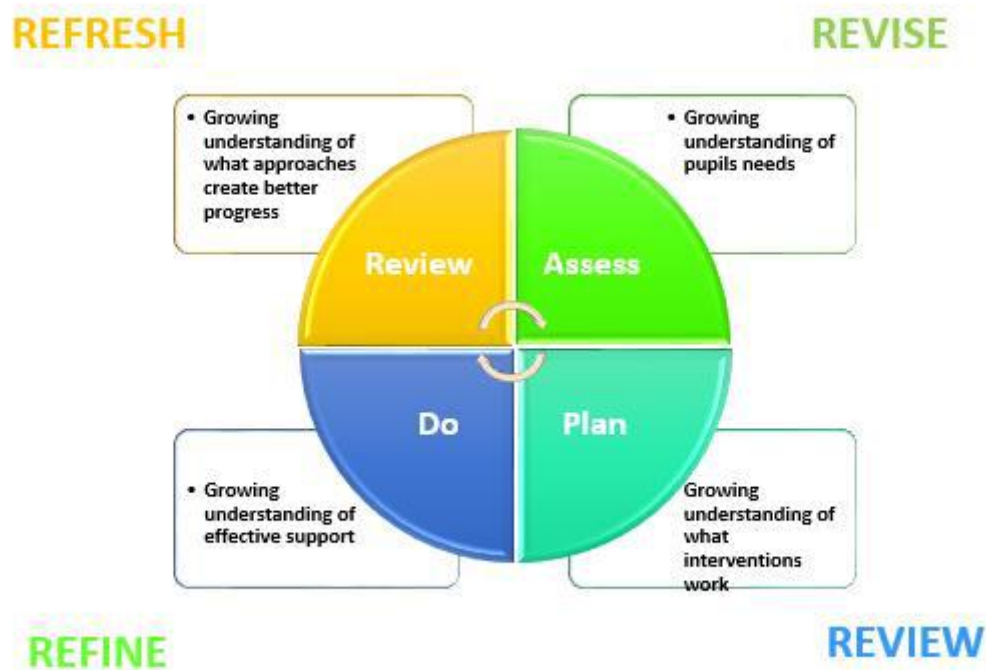 REFRESH
REVISE
• Growing
understanding of
what approaches
create better
progress
• Growing
understanding of
pupils needs
Review
Assess
Do
Plan
• Growing
understanding of
effective support
Growing
understanding of
what
interventions
work
REFINE
REVIEW